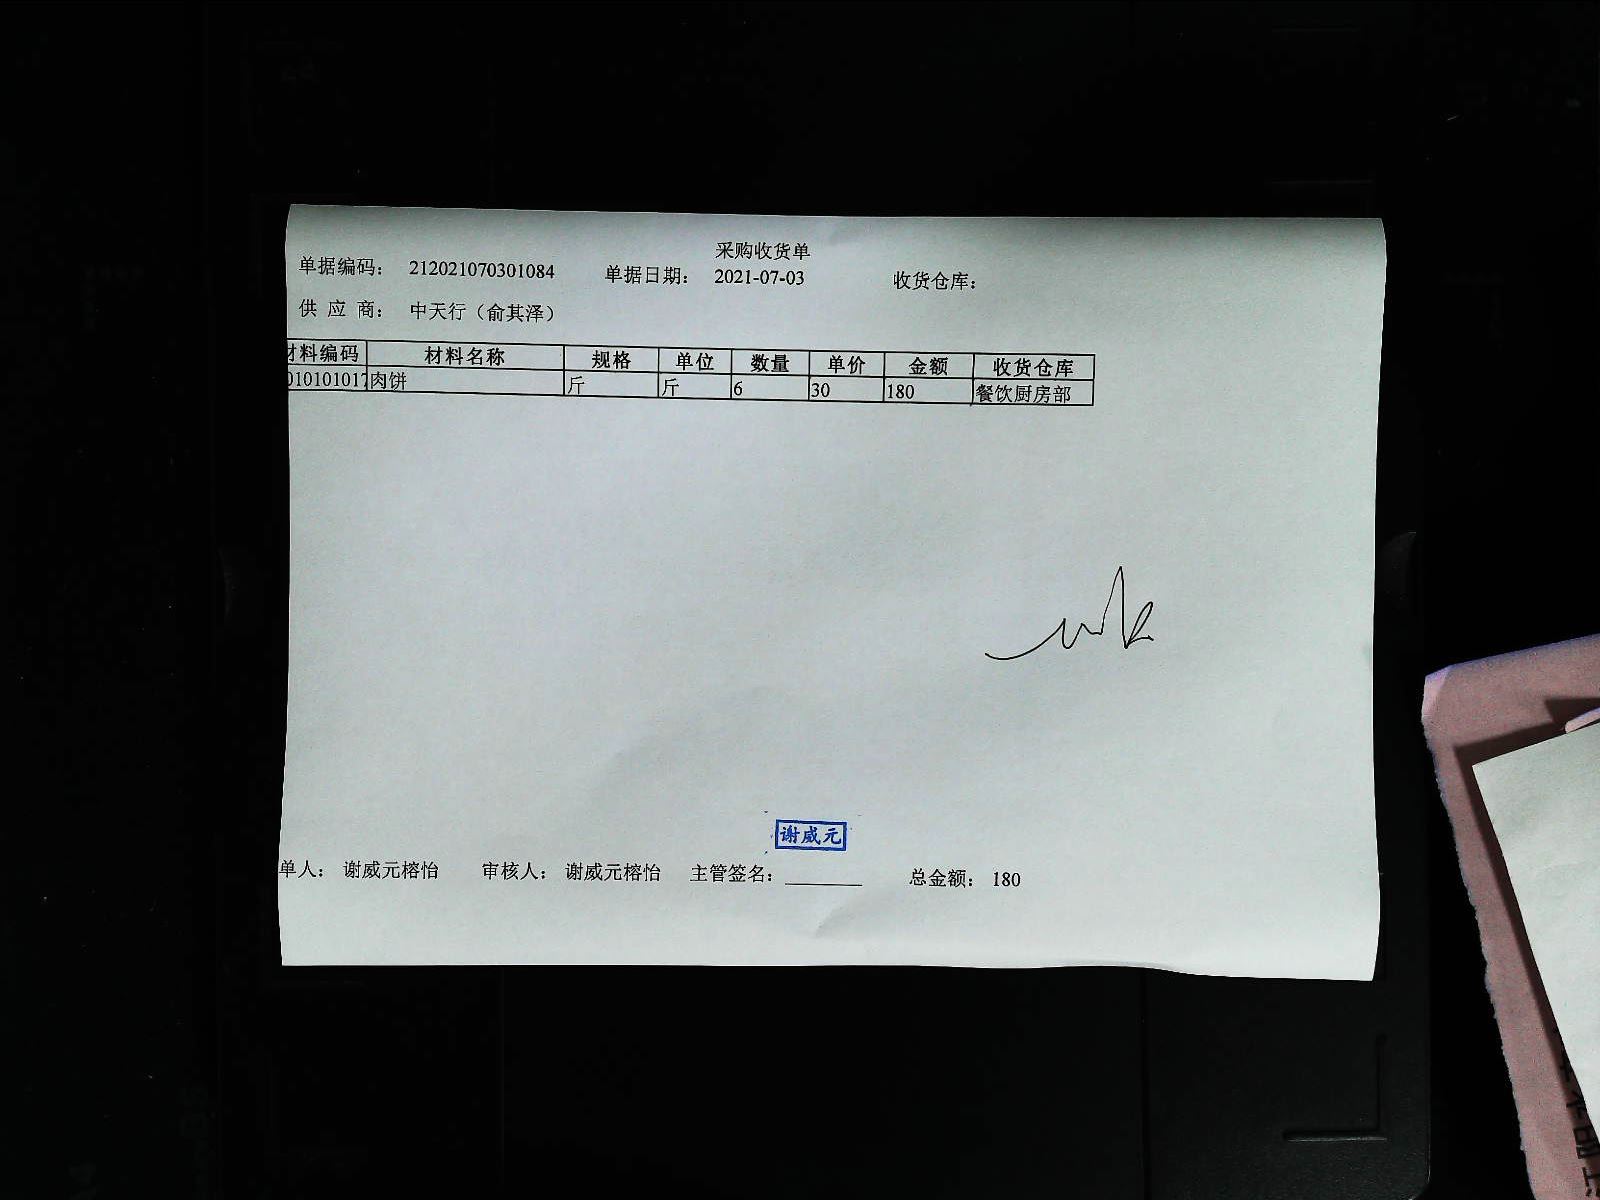 采购收货单
单据编码： 212021070301084 单据日期： 2021-07-03 收货仓库：
供 应 商： 中天行（俞其泽）
材料编码 材料名称 规格 单位 数量 单价 金额 收货仓库
010101017 肉饼 斤 斤 6 30 180 餐饮厨房部
谢威元
单人： 谢威元榕怡 审核人： 谢威元榕怡 主管签名： 总金额： 180